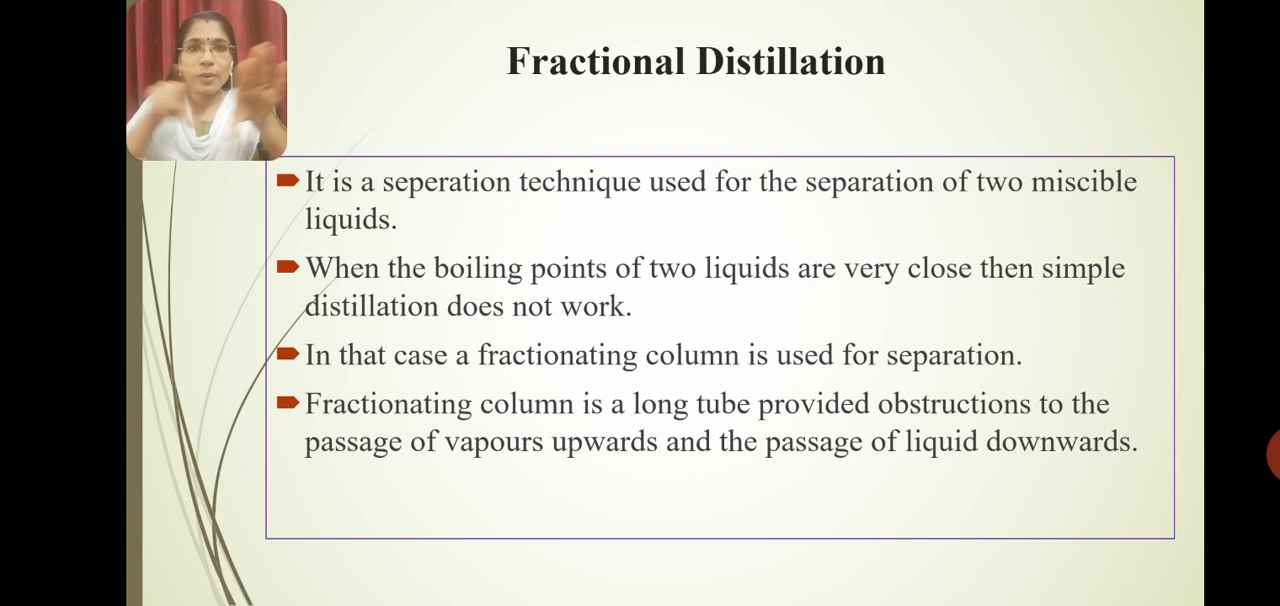 Fractional Distillation
It is a seperation technique used for the separation of two miscible
liquids.
When the boiling points of two liquids are very close then simple
distillation does not work.
In that case a fractionating column is used for separation.
Fractionating column is a long tube provided obstructions to the
passage of vapours upwards and the passage of liquid downwards.